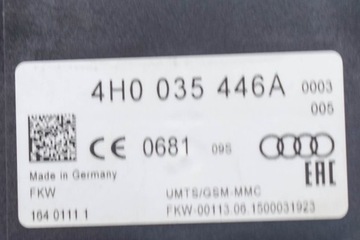 4H0 035 446A 0003
005
CE 0681 09S
EAC
Made in Germany
FKW UMTS/GSM-MMC
164 0111 1 FKW-00113.06.1500031923